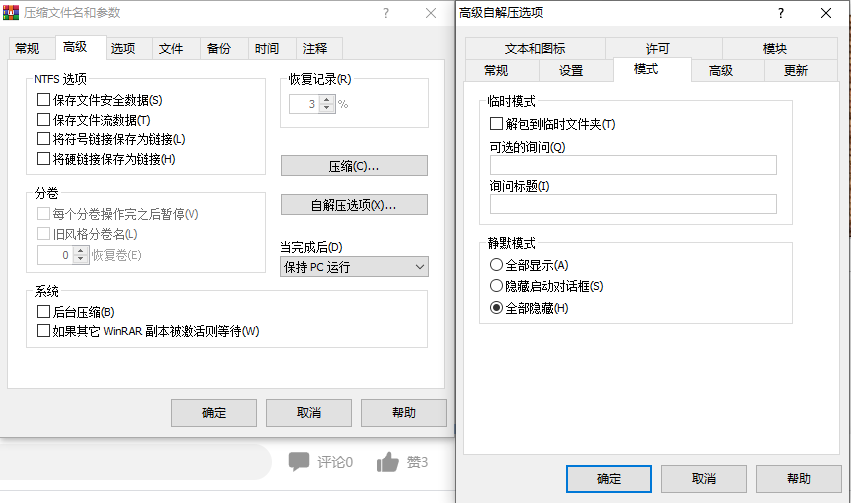 压缩文件名和参数
?
常规 高级 选项 文件 备份 时间 注释
NTFS 选项
保存文件安全数据(S)
保存文件流数据(T)
将符号链接保存为链接(L)
将硬链接保存为链接(H)
恢复记录(R)
3 %
压缩(C)...
自解压选项(X)...
分卷
每个分卷操作完之后暂停(V)
旧风格分卷名(L)
0 恢复卷(E)
当完成后(D)
保持 PC 运行
系统
后台压缩(B)
如果其它 WinRAR 副本被激活则等待(W)
确定 取消 帮助
评论0 赞3
高级自解压选项
?
文本和图标 许可 模块
常规 设置 模式 高级 更新
临时模式
解包到临时文件夹(T)
可选的询问(Q)
询问标题(I)
静默模式
全部显示(A)
隐藏启动对话框(S)
全部隐藏(H)
确定 取消 帮助